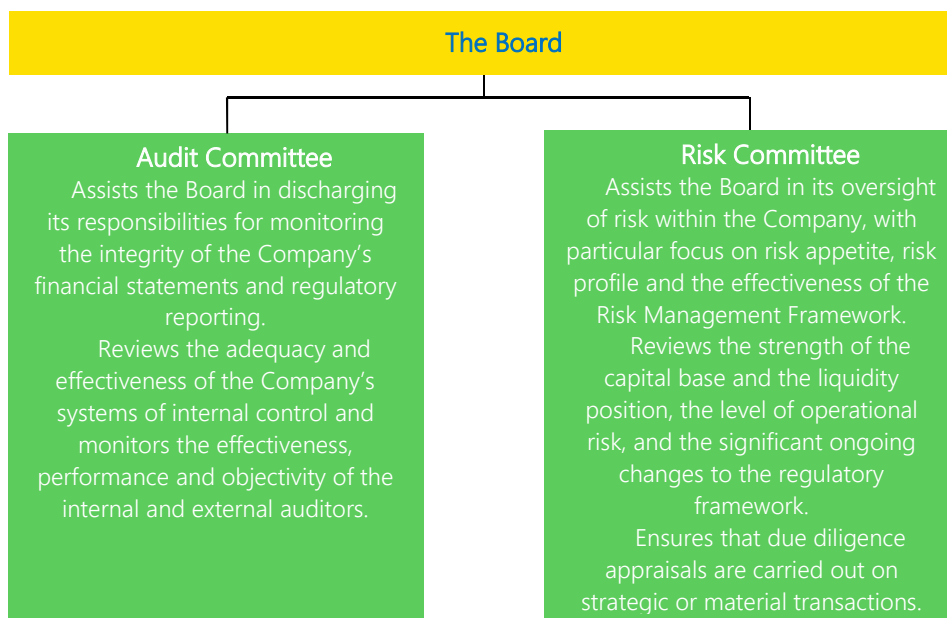 The Board
Audit Committee
Assists the Board in discharging
its responsibilities for monitoring
the integrity of the Company’s
financial statements and regulatory
reporting.
Reviews the adequacy and
effectiveness of the Company’s
systems of internal control and
monitors the effectiveness,
performance and objectivity of the
internal and external auditors.
Risk Committee
Assists the Board in its oversight
of risk within the Company, with
particular focus on risk appetite, risk
profile and the effectiveness of the
Risk Management Framework.
Reviews the strength of the
capital base and the liquidity
position, the level of operational
risk, and the significant ongoing
changes to the regulatory
framework.
Ensures that due diligence
appraisals are carried out on
strategic or material transactions.